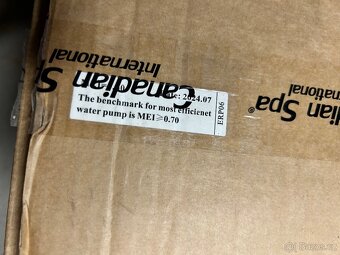 Canadian Spa®
International
2024.07
The benchmark for most efficienet
water pump is MEI≥0.70
ERP06
Canadian Spa®
International